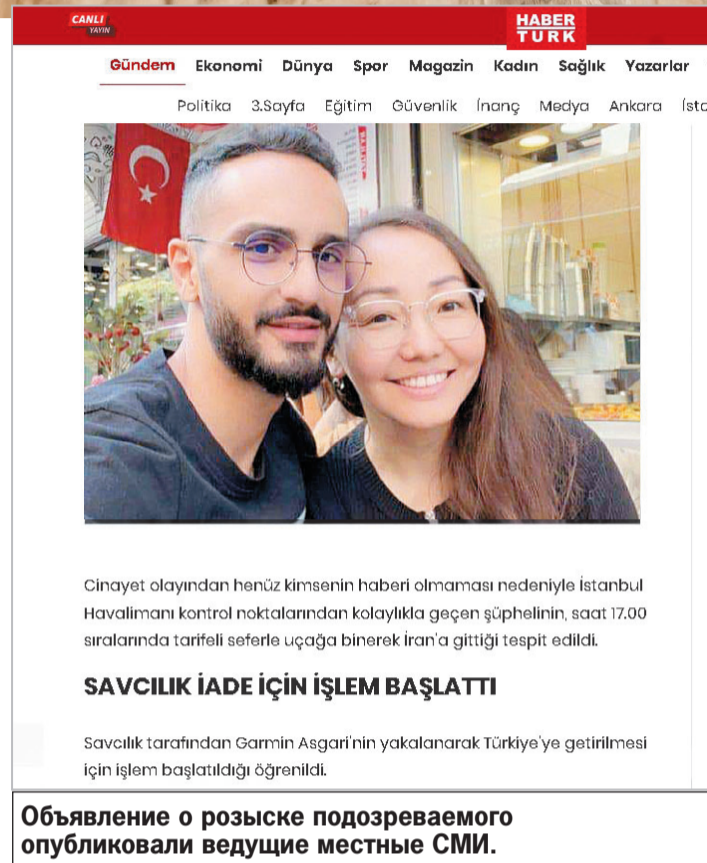 CANLI
YAYIN
HABER
TURK
Gündem Ekonomi Dünya Spor Magazin Kadın Sağlık Yazarlar
Politika 3.Sayfa Eğitim Güvenlik İnanç Medya Ankara İsta
Cinayet olayından henüz kimsenin haberi olmaması nedeniyle İstanbul
Havalimanı kontrol noktalarından kolaylıkla geçen şüphelinin, saat 17.00
sıralarında tarifeli seferle uçağa binerek İran'a gittiği tespit edildi.
SAVCILIK İADE İÇİN İŞLEM BAŞLATTI
Savcılık tarafından Garmin Asgari'nin yakalanarak Türkiye'ye getirilmesi
için işlem başlatıldığı öğrenildi.
Объявление о розыске подозреваемого
опубликовали ведущие местные СМИ.